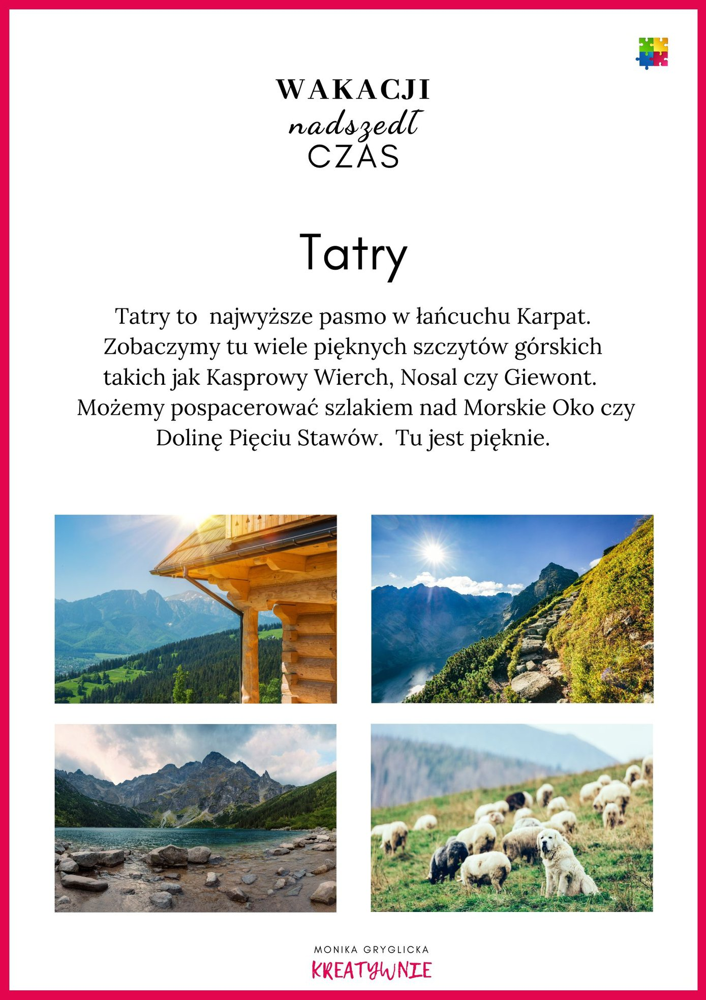 WAKACJI
nadszedł
CZAS
Tatry
Tatry to  najwyższe pasmo w łańcuchu Karpat.
Zobaczymy tu wiele pięknych szczytów górskich
takich jak Kasprowy Wierch, Nosal czy Giewont.
Możemy pospacerować szlakiem nad Morskie Oko czy
Dolinę Pięciu Stawów.  Tu jest pięknie.
MONIKA GRYGLICKA
KREATYWNIE